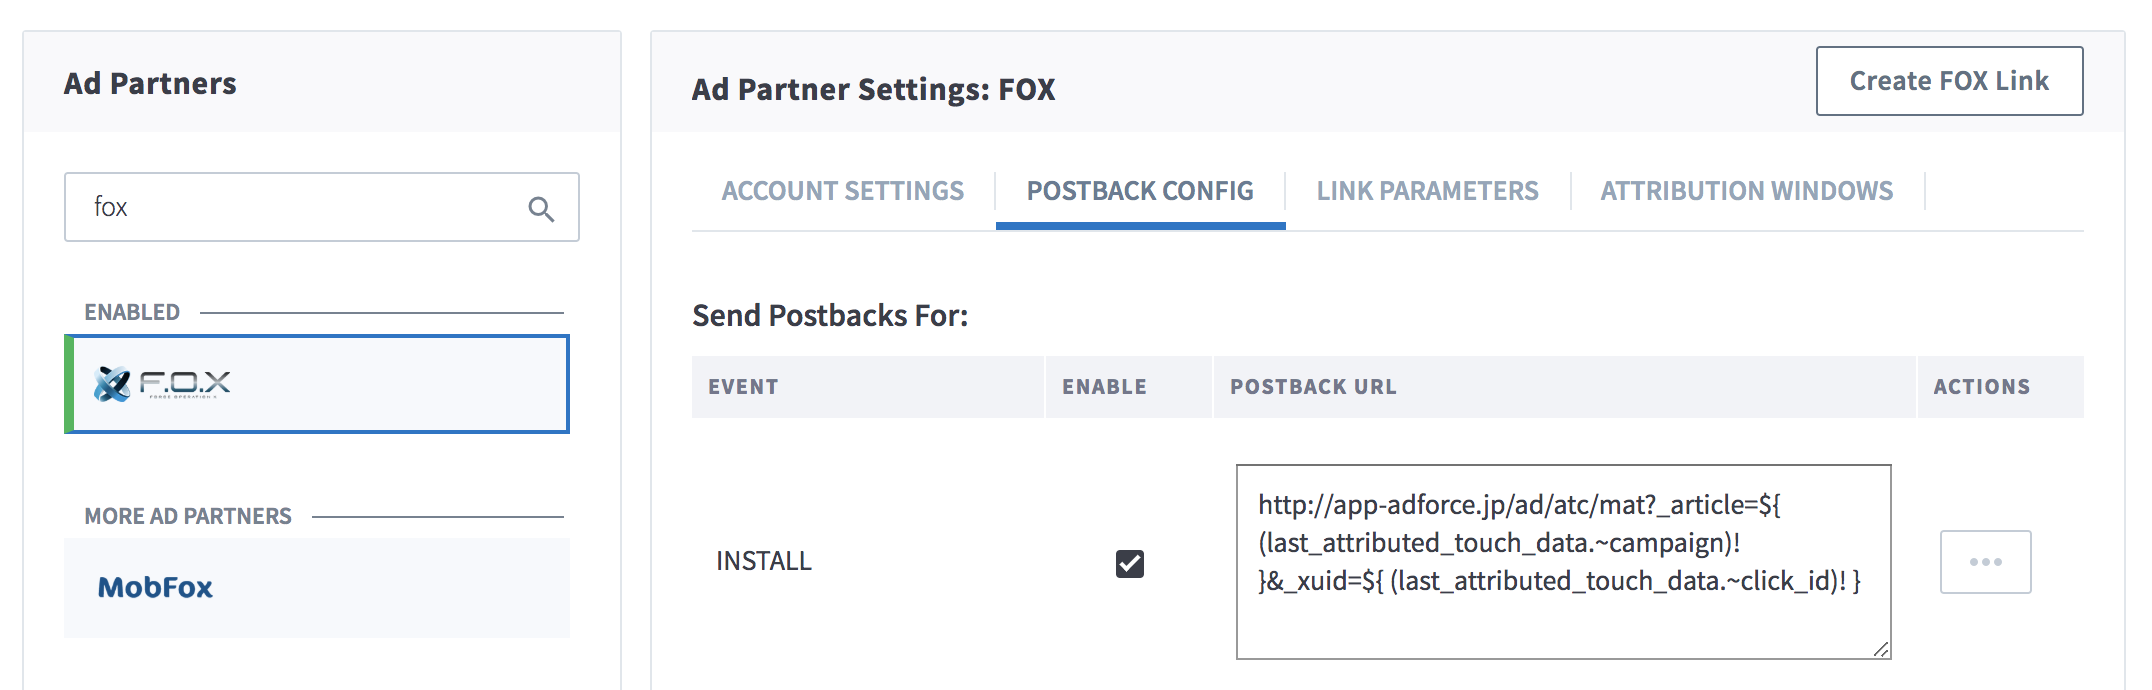 Ad Partners
fox
ENABLED
F.O.X
FORCE OPERATION X
MORE AD PARTNERS
MobFox
Ad Partner Settings: FOX
Create FOX Link
ACCOUNT SETTINGS
POSTBACK CONFIG
LINK PARAMETERS
ATTRIBUTION WINDOWS
Send Postbacks For:
EVENT
ENABLE
POSTBACK URL
ACTIONS
INSTALL
http://app-adforce.jp/ad/atc/mat?_article=${
(last_attributed_touch_data.~campaign)!
}&_xuid=${ (last_attributed_touch_data.~click_id)! }